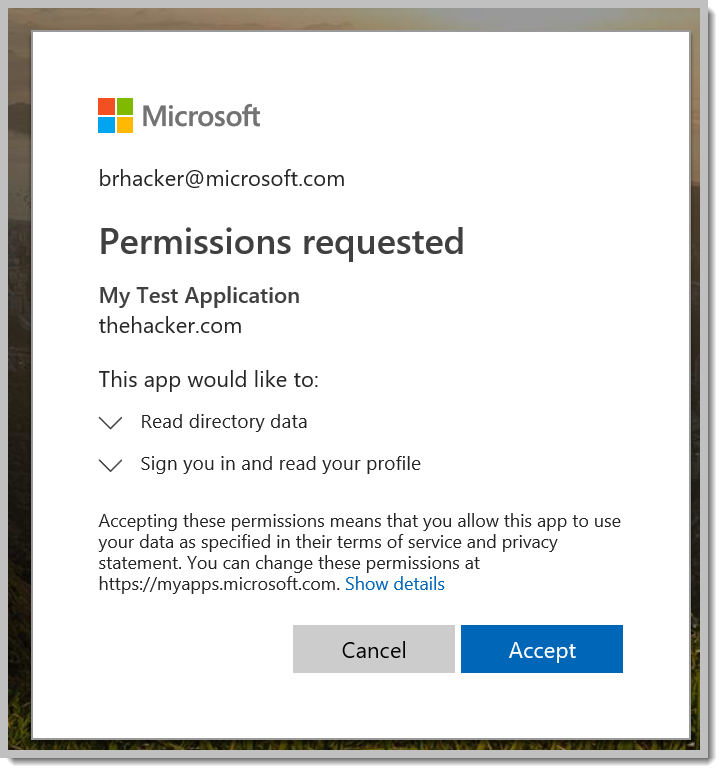 Microsoft
brhacker@microsoft.com
Permissions requested
My Test Application
thehacker.com
This app would like to:
Read directory data
Sign you in and read your profile
Accepting these permissions means that you allow this app to use
your data as specified in their terms of service and privacy
statement. You can change these permissions at
https://myapps.microsoft.com. Show details
Cancel Accept